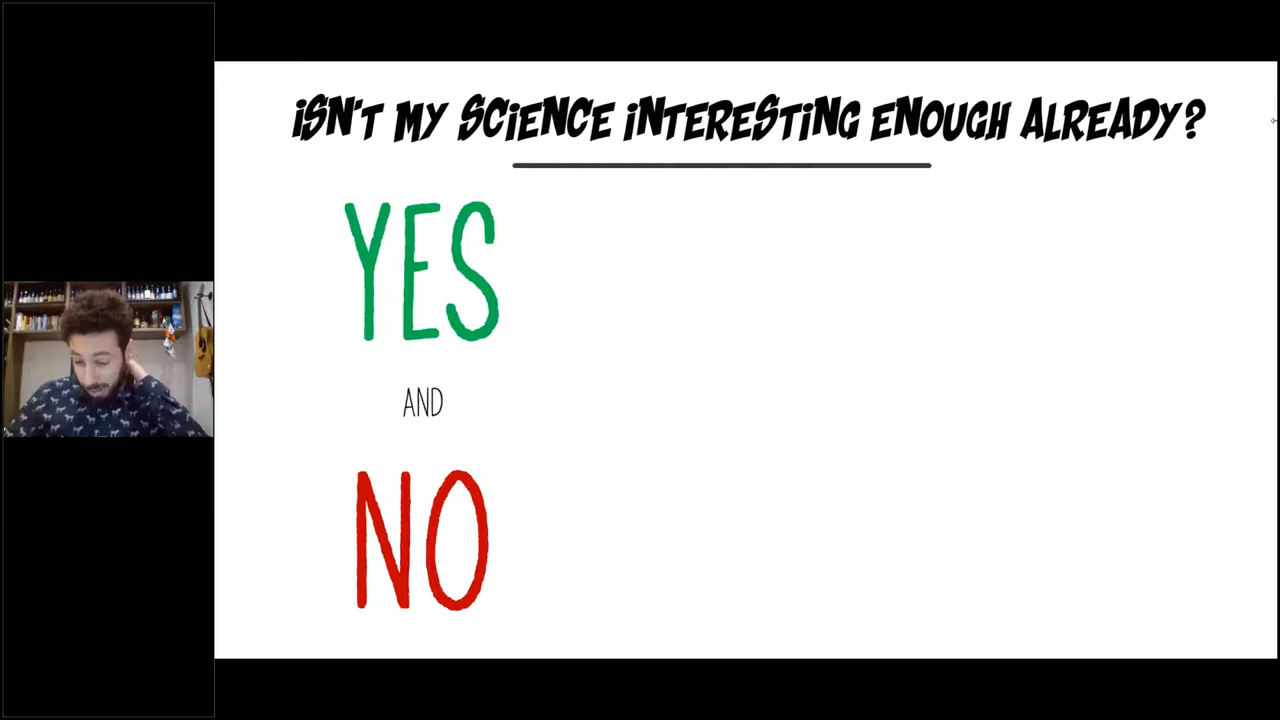 ISN'T MY SCIENCE INTERESTING ENOUGH ALREADY?
YES
AND
NO